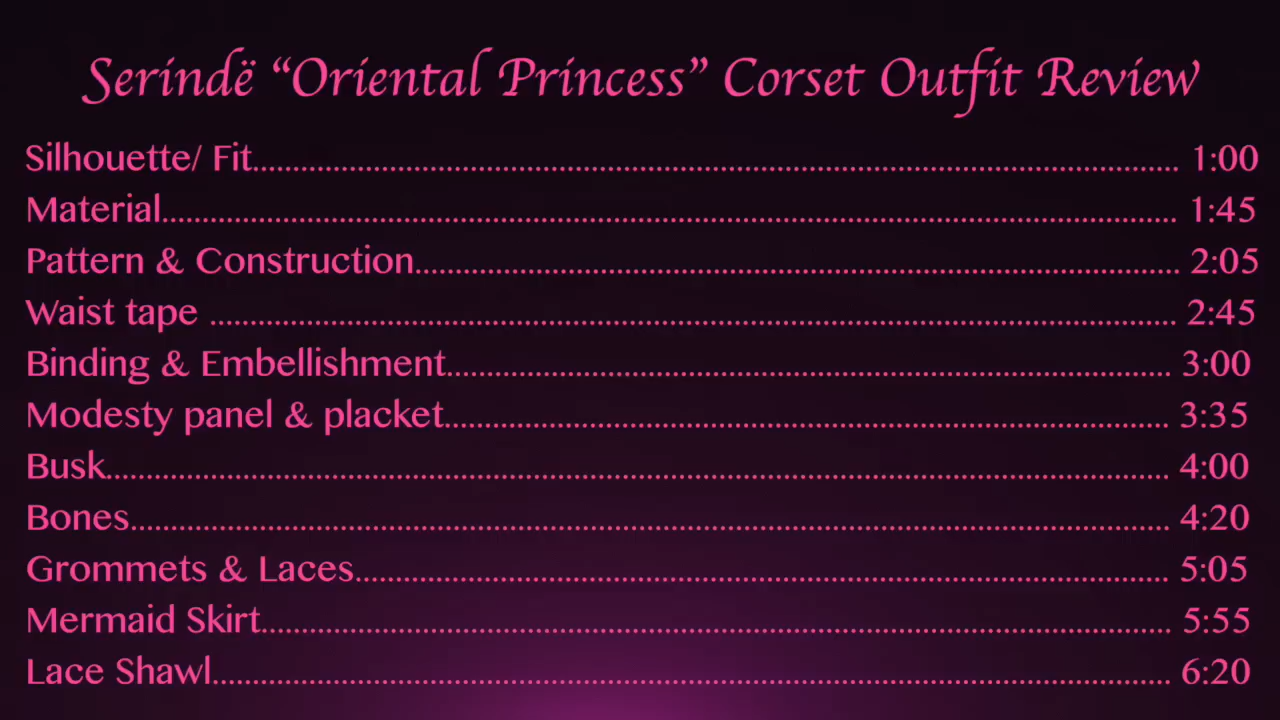 Serindë “Oriental Princess” Corset Outfit Review
Silhouette/ Fit.................................................................................................................... 1:00
Material............................................................................................................................... 1:45
Pattern & Construction................................................................................................ 2:05
Waist tape ......................................................................................................................... 2:45
Binding & Embellishment........................................................................................... 3:00
Modesty panel & placket........................................................................................... 3:35
Busk..................................................................................................................................... 4:00
Bones.................................................................................................................................. 4:20
Grommets & Laces...................................................................................................... 5:05
Mermaid Skirt.................................................................................................................. 5:55
Lace Shawl........................................................................................................................ 6:20